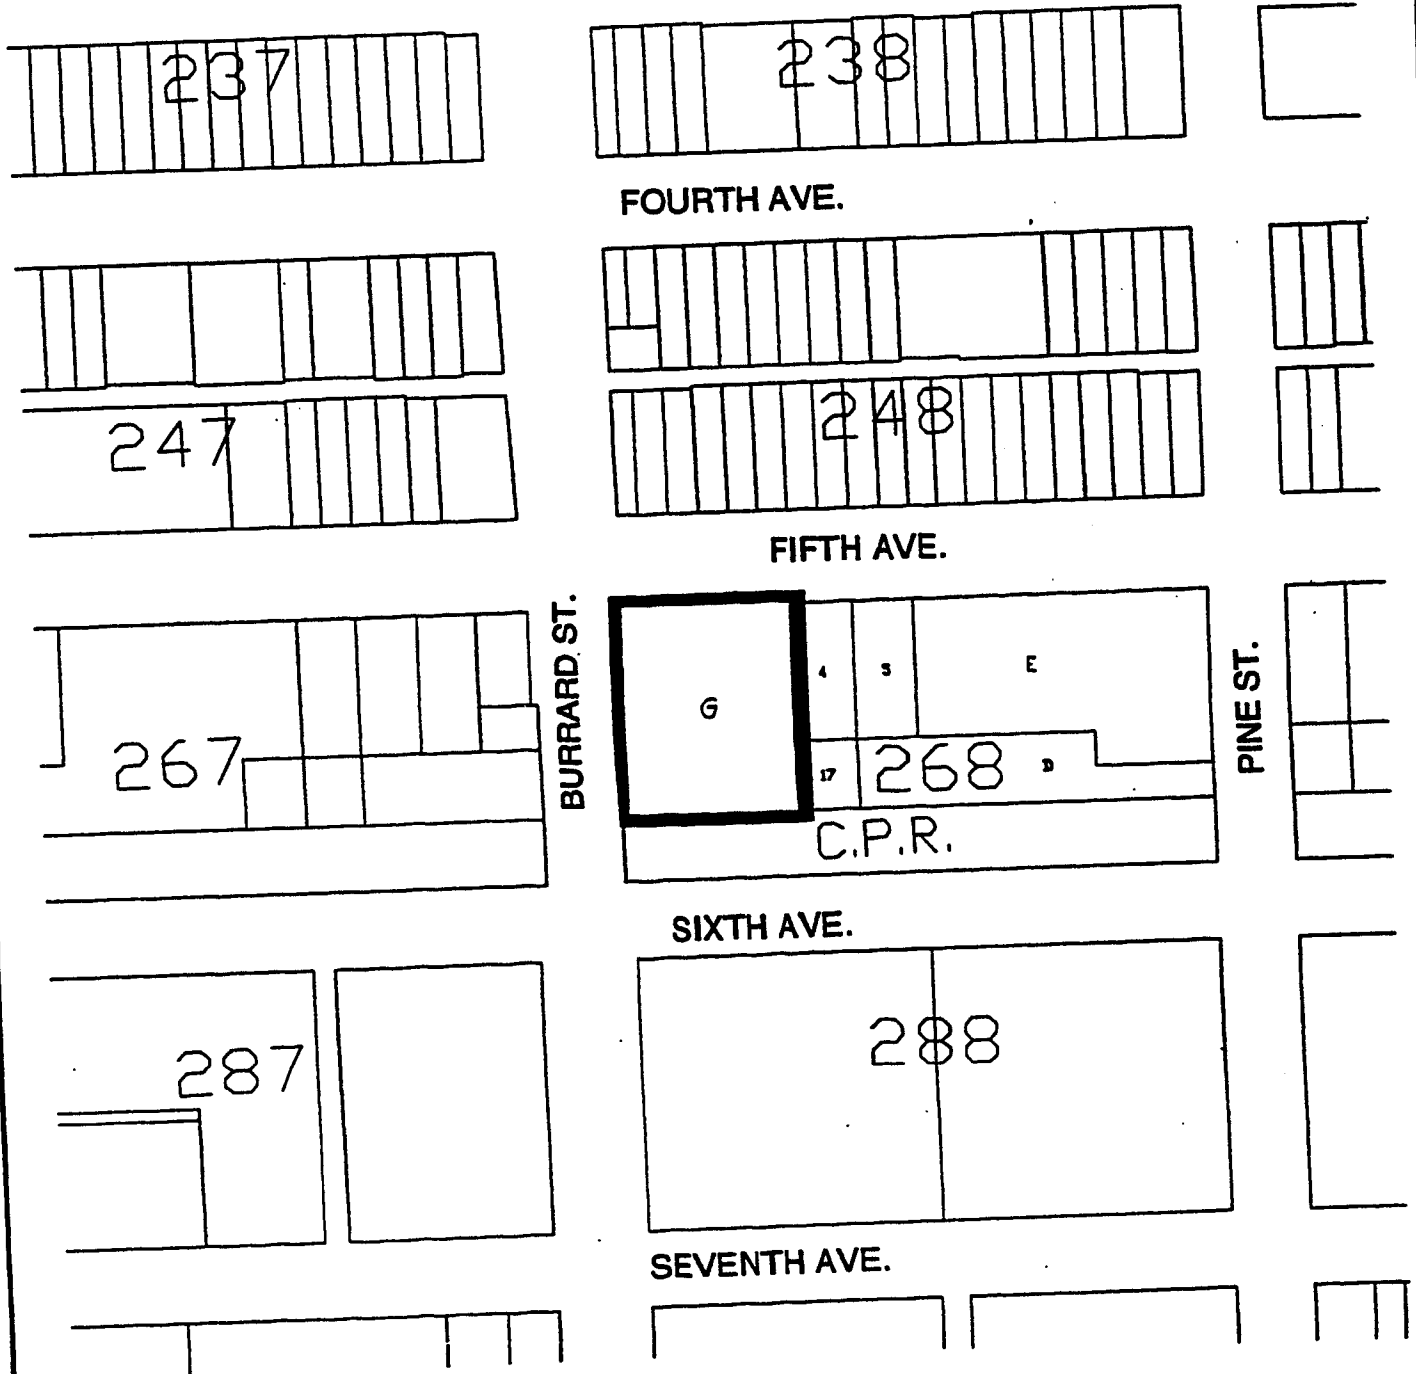 237
238
FOURTH AVE.
247
248
FIFTH AVE.
BURRARD ST.
G
4
5
E
PINE ST.
267
17
268
D
C.P.R.
SIXTH AVE.
287
288
SEVENTH AVE.